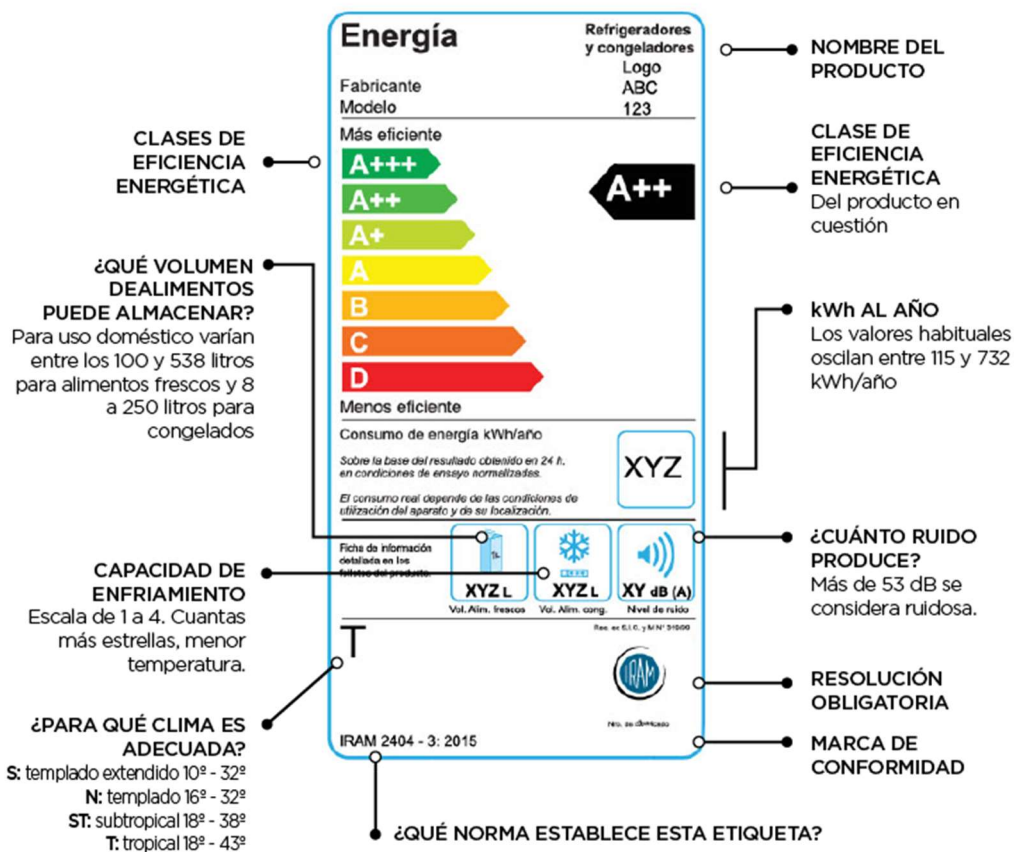 Energía
Refrigeradores
y congeladores
Logo
Fabricante
ABC
Modelo
123
Más eficiente
A+++
A++
A+
A
B
C
D
A++
Menos eficiente
Consumo de energía kWh/año
Sobre la base del resultado obtenido en 24 h.
en condiciones de ensayo normalizadas.
El consumo real depende de las condiciones de
utilización del aparato y de su localización.
XYZ
Ficha de información
detallada en los
folletos del producto.
XYZ L
Vol. Alim. frescos
XYZ L
Vol. Alim. cong.
XY dB (A)
Nivel de ruido
T
IRAM
IRAM 2404 - 3: 2015
CLASES DE
EFICIENCIA
ENERGÉTICA
¿QUÉ VOLUMEN
DEALIMENTOS
PUEDE ALMACENAR?
Para uso doméstico varían
entre los 100 y 538 litros
para alimentos frescos y 8
a 250 litros para
congelados
CAPACIDAD DE
ENFRIAMIENTO
Escala de 1 a 4. Cuantas
más estrellas, menor
temperatura.
¿PARA QUÉ CLIMA ES
ADECUADA?
S: templado extendido 10º - 32º
N: templado 16º - 32º
ST: subtropical 18º - 38º
T: tropical 18º - 43º
NOMBRE DEL
PRODUCTO
CLASE DE
EFICIENCIA
ENERGÉTICA
Del producto en
cuestión
kWh AL AÑO
Los valores habituales
oscilan entre 115 y 732
kWh/año
¿CUÁNTO RUIDO
PRODUCE?
Más de 53 dB se
considera ruidosa.
RESOLUCIÓN
OBLIGATORIA
MARCA DE
CONFORMIDAD
¿QUÉ NORMA ESTABLECE ESTA ETIQUETA?